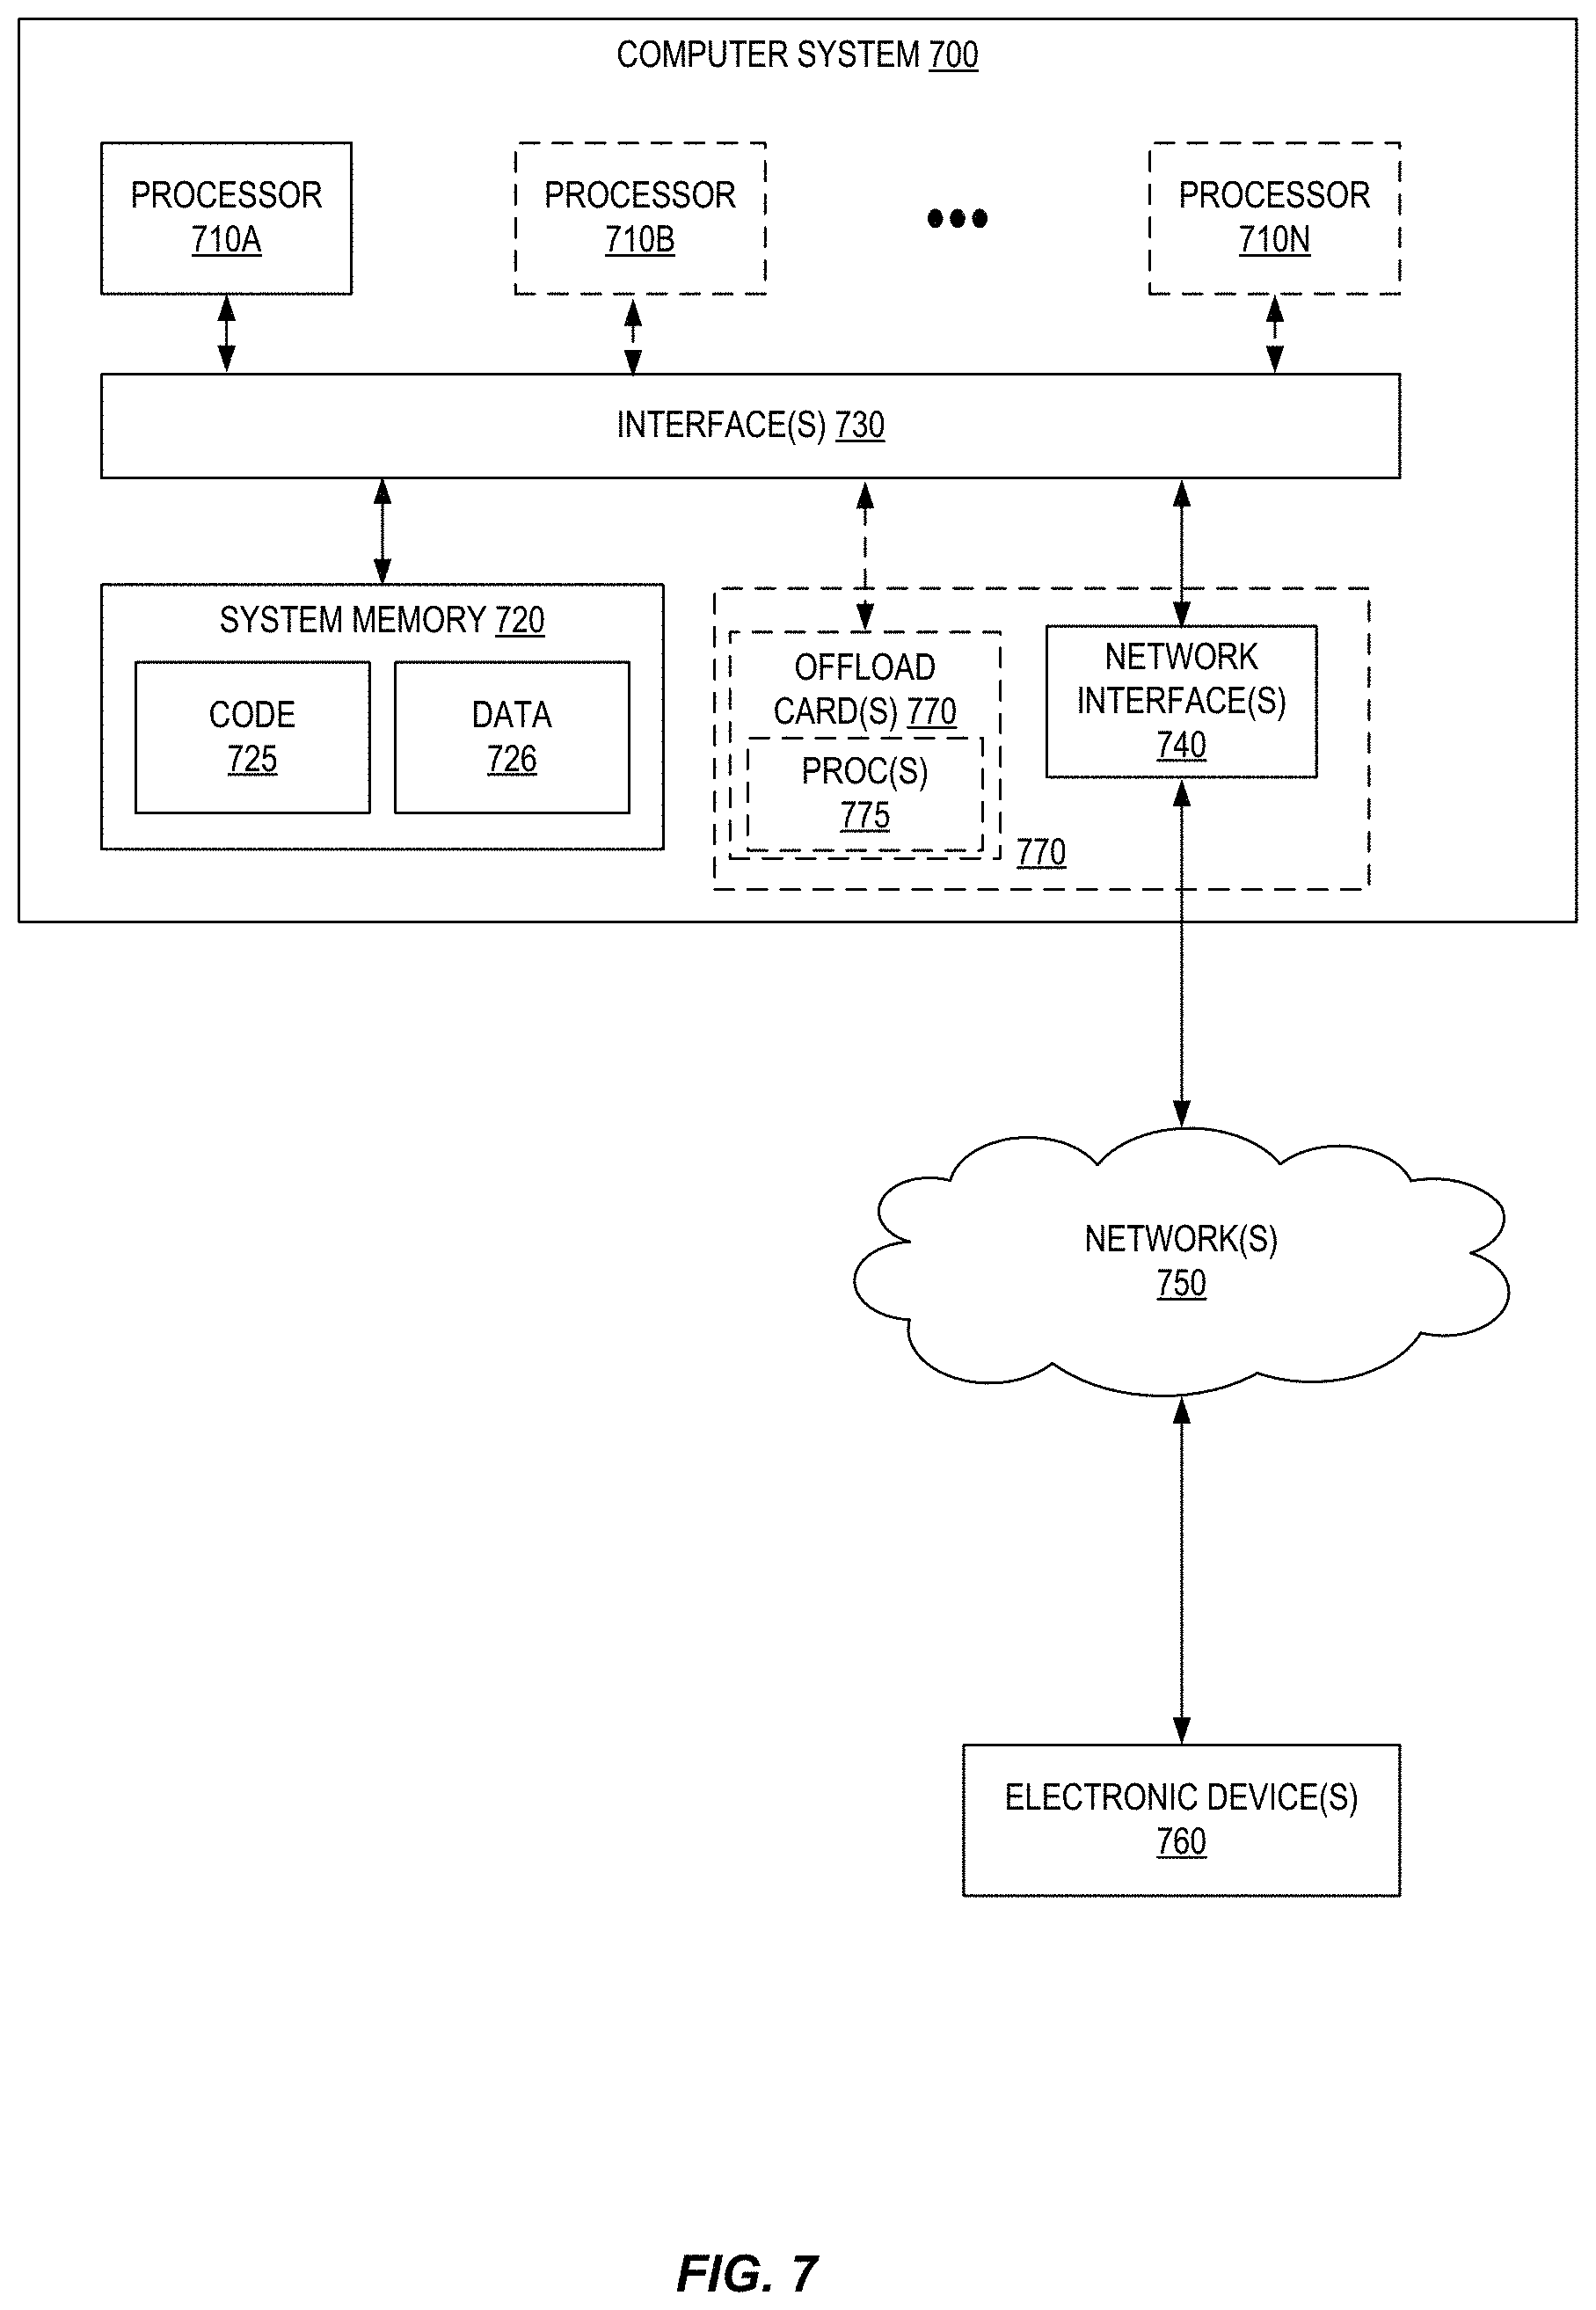 COMPUTER SYSTEM 700
PROCESSOR
710A
PROCESSOR
710B
PROCESSOR
710N
INTERFACE(S) 730
SYSTEM MEMORY 720
CODE
725
DATA
726
OFFLOAD
CARD(S) 770
PROC(S)
775
770
NETWORK
INTERFACE(S)
740
NETWORK(S)
750
ELECTRONIC DEVICE(S)
760
FIG. 7